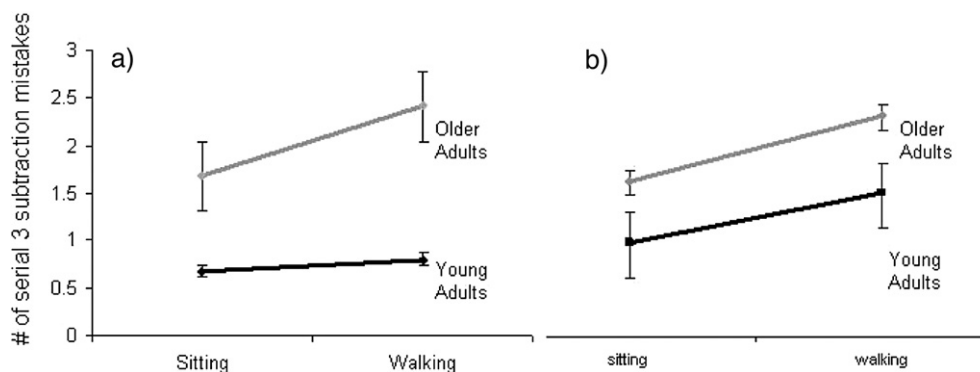 # of serial 3 subtraction mistakes
3
2.5
2
1.5
1
0.5
0
a)
Older
Adults
Young
Adults
Sitting
Walking
b)
Older
Adults
Young
Adults
sitting
walking